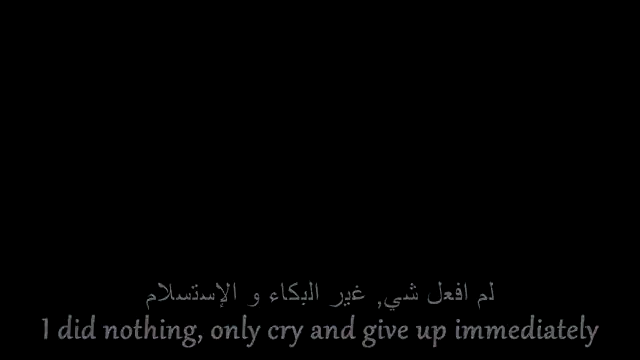 لم افعل شي, غير البكاء و الإستسلام
I did nothing, only cry and give up immediately